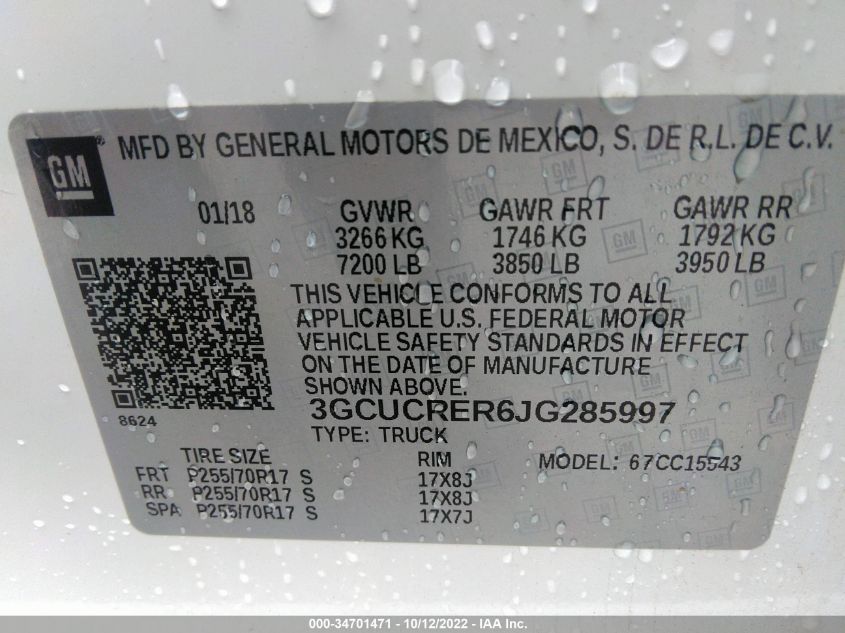 GM
MFD BY GENERAL MOTORS DE MEXICO, S. DE R.L. DE C.V.
01/18 GVWR GAWR FRT GAWR RR
3266 KG 1746 KG 1792 KG
7200 LB 3850 LB 3950 LB
THIS VEHICLE CONFORMS TO ALL
APPLICABLE U.S. FEDERAL MOTOR
VEHICLE SAFETY STANDARDS IN EFFECT
ON THE DATE OF MANUFACTURE
SHOWN ABOVE.
3GCUCRER6JG285997
8624
TYPE: TRUCK
TIRE SIZE RIM MODEL: 67CC15543
FRT P255/70R17 S 17X8J
RR P255/70R17 S 17X8J
SPA P255/70R17 S 17X7J
000-34701471 - 10/12/2022 - IAA Inc.